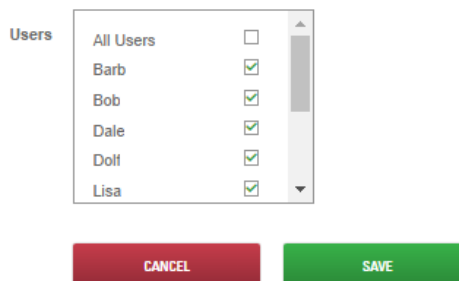 Users
All Users
Barb
Bob
Dale
Dolf
Lisa
CANCEL SAVE